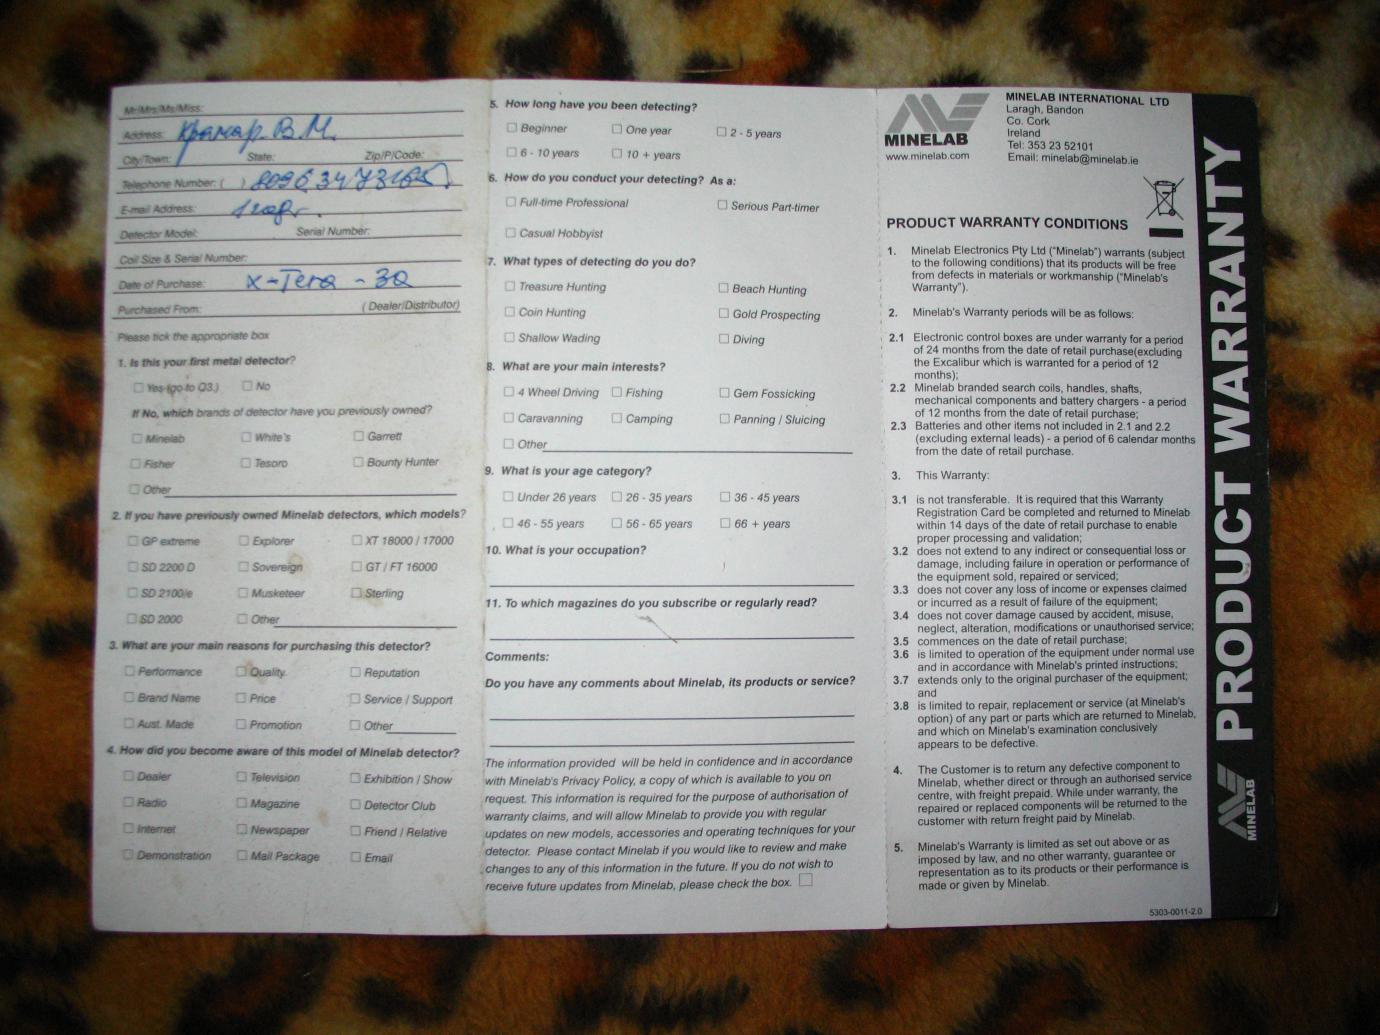 Mr/Mrs/Ms/Miss:
Address: Крамар. В.М.
City/Town: State: Zip/P/Code:
Telephone Number: ( )
E-mail Address:
Detector Model: Serial Number:
Coil Size & Serial Number:
Date of Purchase: X-Terra - 30
Purchased From: ( Dealer/Distributor)
Please tick the appropriate box
1. Is this your first metal detector?
Yes (go to Q3.) No
If No, which brands of detector have you previously owned?
Minelab White's Garrett
Fisher Tesoro Bounty Hunter
Other
2. If you have previously owned Minelab detectors, which models?
GP extreme Explorer XT 18000 / 17000
SD 2200 D Sovereign GT / FT 16000
SD 2100/e Musketeer Sterling
SD 2000 Other
3. What are your main reasons for purchasing this detector?
Performance Quality Reputation
Brand Name Price Service / Support
Aust. Made Promotion Other
4. How did you become aware of this model of Minelab detector?
Dealer Television Exhibition / Show
Radio Magazine Detector Club
Internet Newspaper Friend / Relative
Demonstration Mail Package Email
5. How long have you been detecting?
Beginner One year 2 - 5 years
6 - 10 years 10 + years
6. How do you conduct your detecting? As a:
Full-time Professional Serious Part-timer
Casual Hobbyist
7. What types of detecting do you do?
Treasure Hunting Beach Hunting
Coin Hunting Gold Prospecting
Shallow Wading Diving
8. What are your main interests?
4 Wheel Driving Fishing Gem Fossicking
Caravanning Camping Panning / Sluicing
Other
9. What is your age category?
Under 26 years 26 - 35 years 36 - 45 years
46 - 55 years 56 - 65 years 66 + years
10. What is your occupation?
11. To which magazines do you subscribe or regularly read?
Comments:
Do you have any comments about Minelab, its products or service?
The information provided will be held in confidence and in accordance
with Minelab's Privacy Policy, a copy of which is available to you on
request. This information is required for the purpose of authorisation of
warranty claims, and will allow Minelab to provide you with regular
updates on new models, accessories and operating techniques for your
detector. Please contact Minelab if you would like to review and make
changes to any of this information in the future. If you do not wish to
receive future updates from Minelab, please check the box.
MINELAB
www.minelab.com
MINELAB INTERNATIONAL LTD
Laragh, Bandon
Co. Cork
Ireland
Tel: 353 23 52101
Email: minelab@minelab.ie
PRODUCT WARRANTY CONDITIONS
1. Minelab Electronics Pty Ltd ("Minelab") warrants (subject
to the following conditions) that its products will be free
from defects in materials or workmanship ("Minelab's
Warranty").
2. Minelab's Warranty periods will be as follows:
2.1 Electronic control boxes are under warranty for a period
of 24 months from the date of retail purchase(excluding
the Excalibur which is warranted for a period of 12
months);
2.2 Minelab branded search coils, handles, shafts,
mechanical components and battery chargers - a period
of 12 months from the date of retail purchase;
2.3 Batteries and other items not included in 2.1 and 2.2
(excluding external leads) - a period of 6 calendar months
from the date of retail purchase.
3. This Warranty:
3.1 is not transferable. It is required that this Warranty
Registration Card be completed and returned to Minelab
within 14 days of the date of retail purchase to enable
proper processing and validation;
3.2 does not extend to any indirect or consequential loss or
damage, including failure in operation or performance of
the equipment sold, repaired or serviced;
3.3 does not cover any loss of income or expenses claimed
or incurred as a result of failure of the equipment;
3.4 does not cover damage caused by accident, misuse,
neglect, alteration, modifications or unauthorised service;
3.5 commences on the date of retail purchase;
3.6 is limited to operation of the equipment under normal use
and in accordance with Minelab's printed instructions;
3.7 extends only to the original purchaser of the equipment;
and
3.8 is limited to repair, replacement or service (at Minelab's
option) of any part or parts which are returned to Minelab,
and which on Minelab's examination conclusively
appears to be defective.
4. The Customer is to return any defective component to
Minelab, whether direct or through an authorised service
centre, with freight prepaid. While under warranty, the
repaired or replaced components will be returned to the
customer with return freight paid by Minelab.
5. Minelab's Warranty is limited as set out above or as
imposed by law, and no other warranty, guarantee or
representation as to its products or their performance is
made or given by Minelab.
5303-0011-2.0
PRODUCT WARRANTY
MINELAB